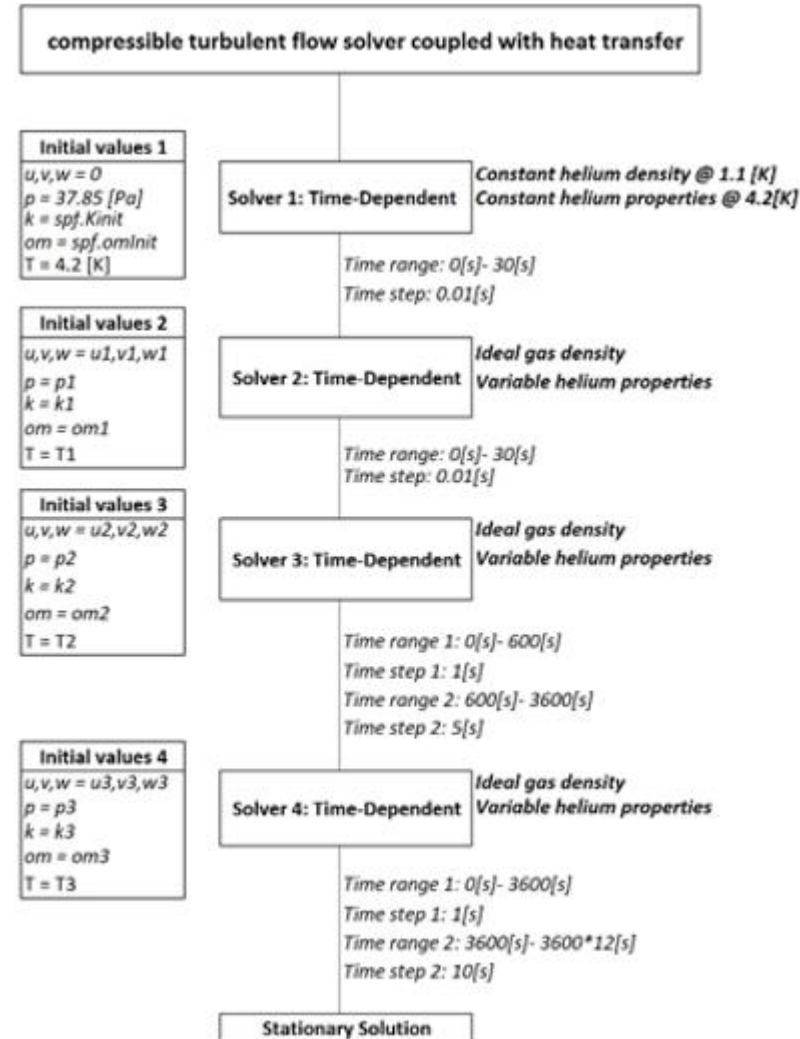 compressible turbulent flow solver coupled with heat transfer
Initial values 1
u,v,w = 0
p = 37.85 [Pa]
k = spf.Kinit
om = spf.omInit
T = 4.2 [K]
Solver 1: Time-Dependent
Constant helium density @ 1.1 [K]
Constant helium properties @ 4.2[K]
Time range: 0[s]- 30[s]
Time step: 0.01[s]
Initial values 2
u,v,w = u1,v1,w1
p = p1
k = k1
om = om1
T = T1
Solver 2: Time-Dependent
Ideal gas density
Variable helium properties
Time range: 0[s]- 30[s]
Time step: 0.01[s]
Initial values 3
u,v,w = u2,v2,w2
p = p2
k = k2
om = om2
T = T2
Solver 3: Time-Dependent
Ideal gas density
Variable helium properties
Time range 1: 0[s]- 600[s]
Time step 1: 1[s]
Time range 2: 600[s]- 3600[s]
Time step 2: 5[s]
Initial values 4
u,v,w = u3,v3,w3
p = p3
k = k3
om = om3
T = T3
Solver 4: Time-Dependent
Ideal gas density
Variable helium properties
Time range 1: 0[s]- 3600[s]
Time step 1: 1[s]
Time range 2: 3600[s]- 3600*12[s]
Time step 2: 10[s]
Stationary Solution